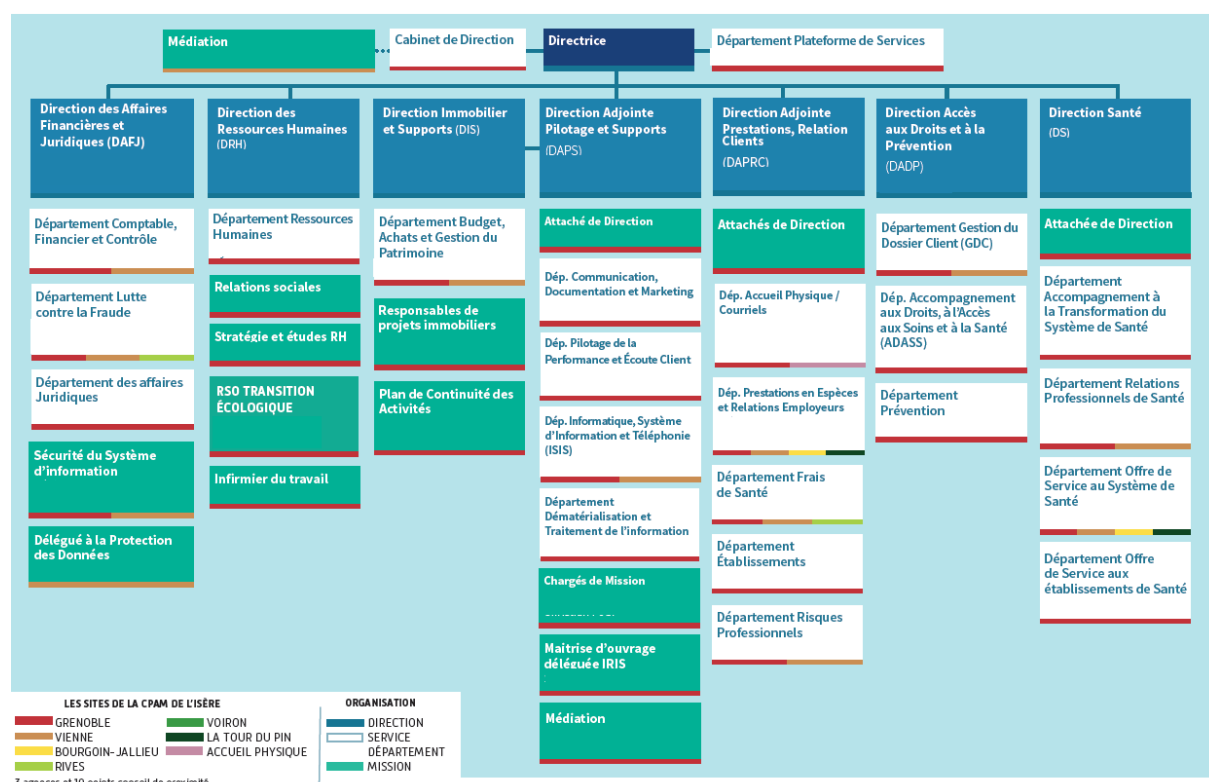 Médiation
Cabinet de Direction
Directrice
Département Plateforme de Services
Direction des Affaires
Financières et
Juridiques (DAFJ)
Direction des
Ressources Humaines
(DRH)
Direction Immobilier
et Supports (DIS)
Direction Adjointe
Pilotage et Supports
(DAPS)
Direction Adjointe
Prestations, Relation
Clients
(DAPRC)
Direction Accès
aux Droits et à la
Prévention
(DADP)
Direction Santé
(DS)
Département Comptable,
Financier et Contrôle
Département Lutte
contre la Fraude
Département des affaires
Juridiques
Sécurité du Système
d'information
Délégué à la Protection
des Données
Département Ressources
Humaines
Relations sociales
Stratégie et études RH
RSO TRANSITION
ÉCOLOGIQUE
Infirmier du travail
Département Budget,
Achats et Gestion du
Patrimoine
Responsables de
projets immobiliers
Plan de Continuité des
Activités
Attaché de Direction
Dép. Communication,
Documentation et Marketing
Dép. Pilotage de la
Performance et Écoute Client
Dép. Informatique, Système
d'Information et Téléphonie
(ISIS)
Département
Dématérialisation et
Traitement de l'information
Chargés de Mission
Maitrise d'ouvrage
déléguée IRIS
Médiation
Attachés de Direction
Dép. Accueil Physique /
Courriels
Dép. Prestations en Espèces
et Relations Employeurs
Département Frais
de Santé
Département
Établissements
Département Risques
Professionnels
Département Gestion du
Dossier Client (GDC)
Dép. Accompagnement
aux Droits, à l'Accès
aux Soins et à la Santé
(ADASS)
Département
Prévention
Attachée de Direction
Département
Accompagnement à
la Transformation du
Système de Santé
Département Relations
Professionnels de Santé
Département Offre de
Service au Système de
Santé
Département Offre
de Service aux
établissements de Santé
LES SITES DE LA CPAM DE L'ISÈRE
GRENOBLE
VIENNE
BOURGOIN-JALLIEU
RIVES
VOIRON
LA TOUR DU PIN
ACCUEIL PHYSIQUE
3 agences et 10 points conseil de proximité
ORGANISATION
DIRECTION
SERVICE
DÉPARTEMENT
MISSION